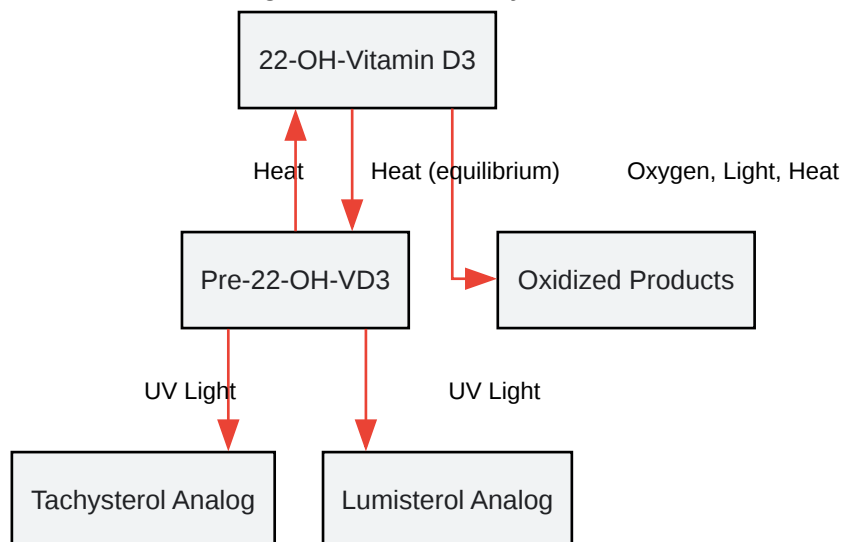 22-OH-Vitamin D3
Heat
Heat (equilibrium)
Oxygen, Light, Heat
Pre-22-OH-VD3
Oxidized Products
UV Light
UV Light
Tachysterol Analog
Lumisterol Analog